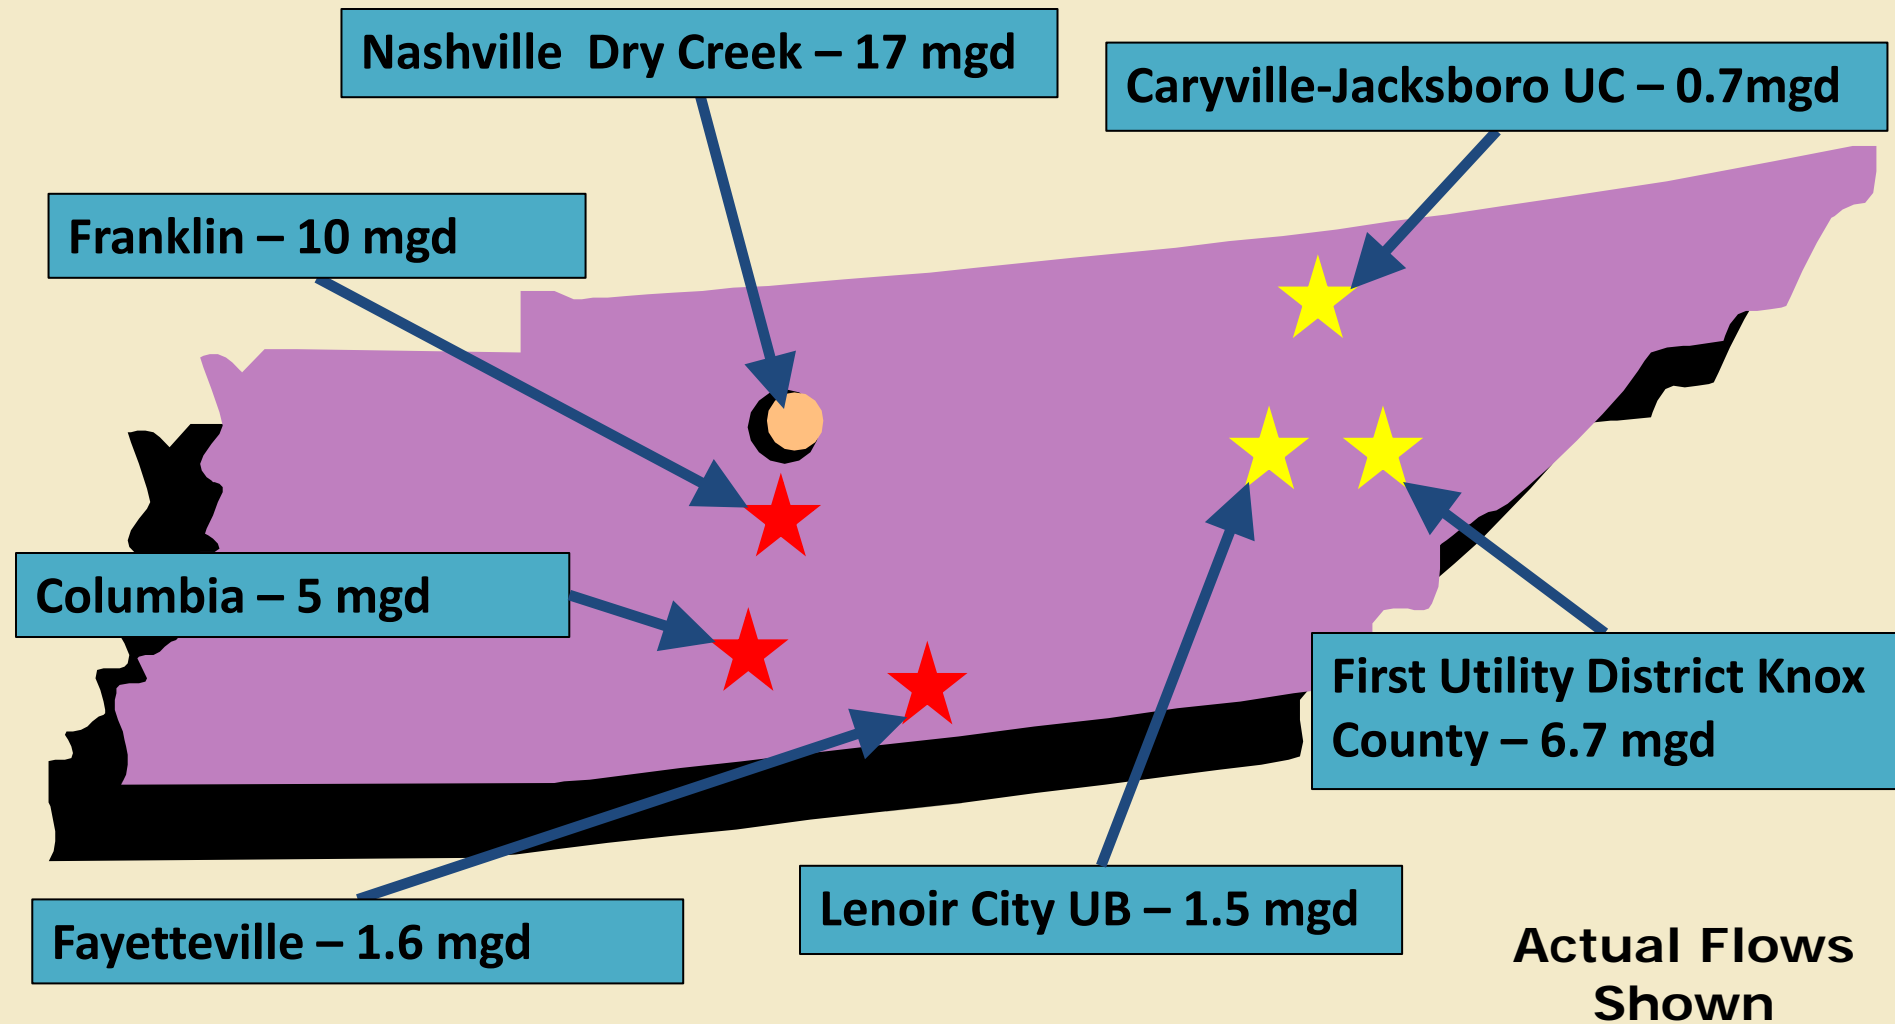 Nashville  Dry Creek – 17 mgd
Caryville-Jacksboro UC – 0.7mgd
Franklin – 10 mgd
Columbia – 5 mgd
First Utility District Knox
County – 6.7 mgd
Lenoir City UB – 1.5 mgd
Fayetteville – 1.6 mgd
Actual Flows
Shown